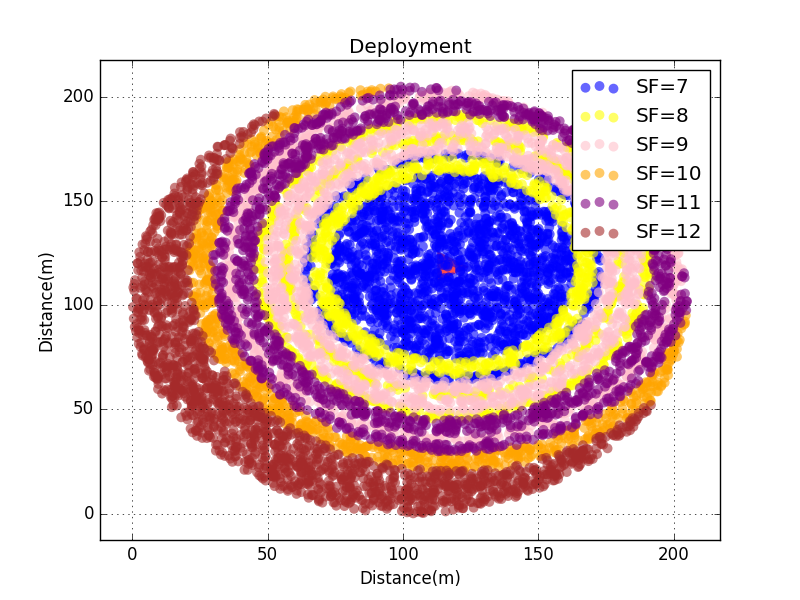 Deployment
SF=7
SF=8
SF=9
SF=10
SF=11
SF=12
200
150
100
50
0
Distance(m)
0
50
100
150
200
Distance(m)